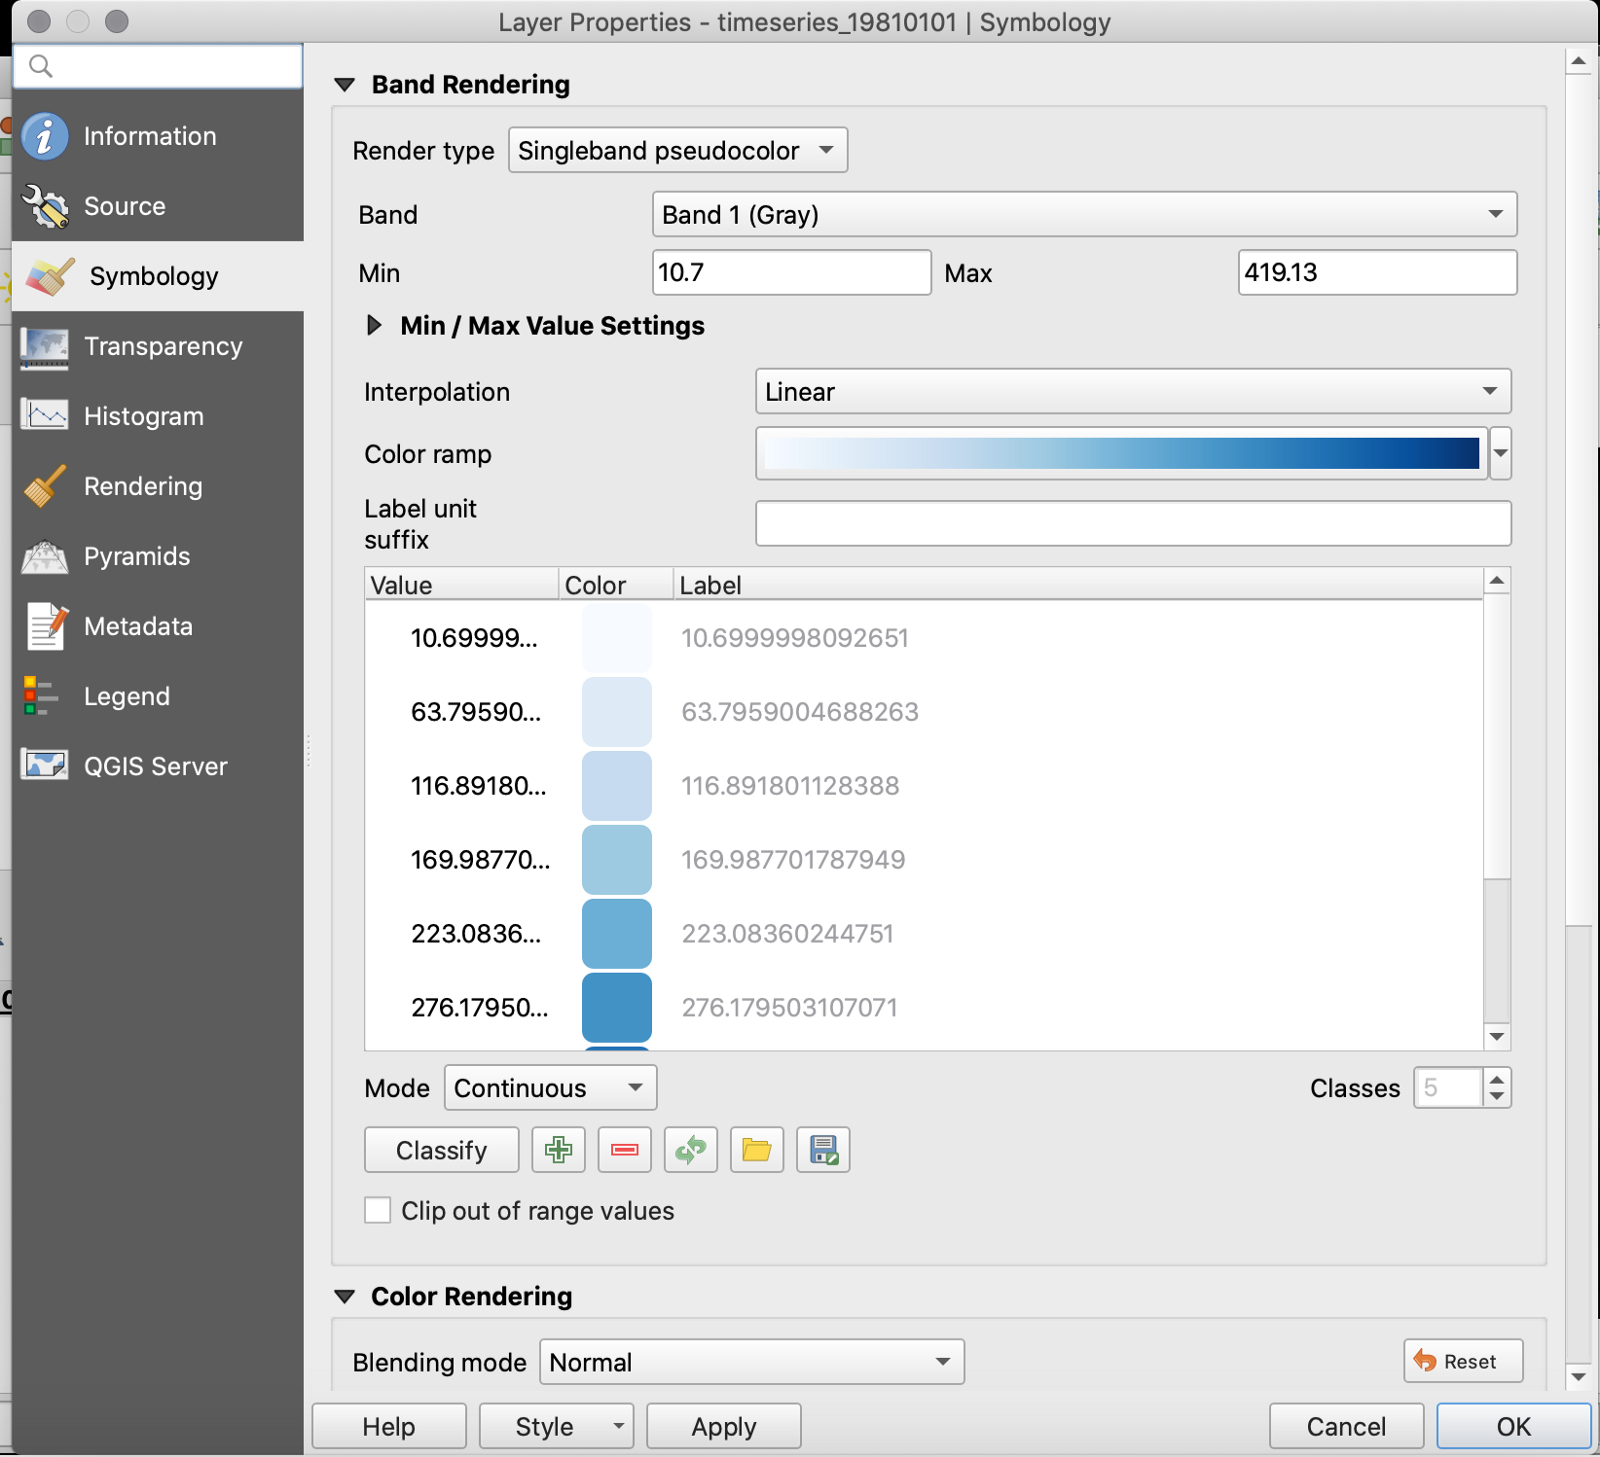 Layer Properties - timeseries_19810101 | Symbology
Information
Source
Symbology
Transparency
Histogram
Rendering
Pyramids
Metadata
Legend
QGIS Server
Band Rendering
Render type Singleband pseudocolor
Band Band 1 (Gray)
Min 10.7 Max 419.13
Min / Max Value Settings
Interpolation Linear
Color ramp
Label unit
suffix
Value Color Label
10.69999... 10.6999998092651
63.79590... 63.7959004688263
116.89180... 116.891801128388
169.98770... 169.987701787949
223.0836... 223.08360244751
276.17950... 276.179503107071
Mode Continuous Classes 5
Classify
Clip out of range values
Color Rendering
Blending mode Normal Reset
Help Style Apply Cancel OK